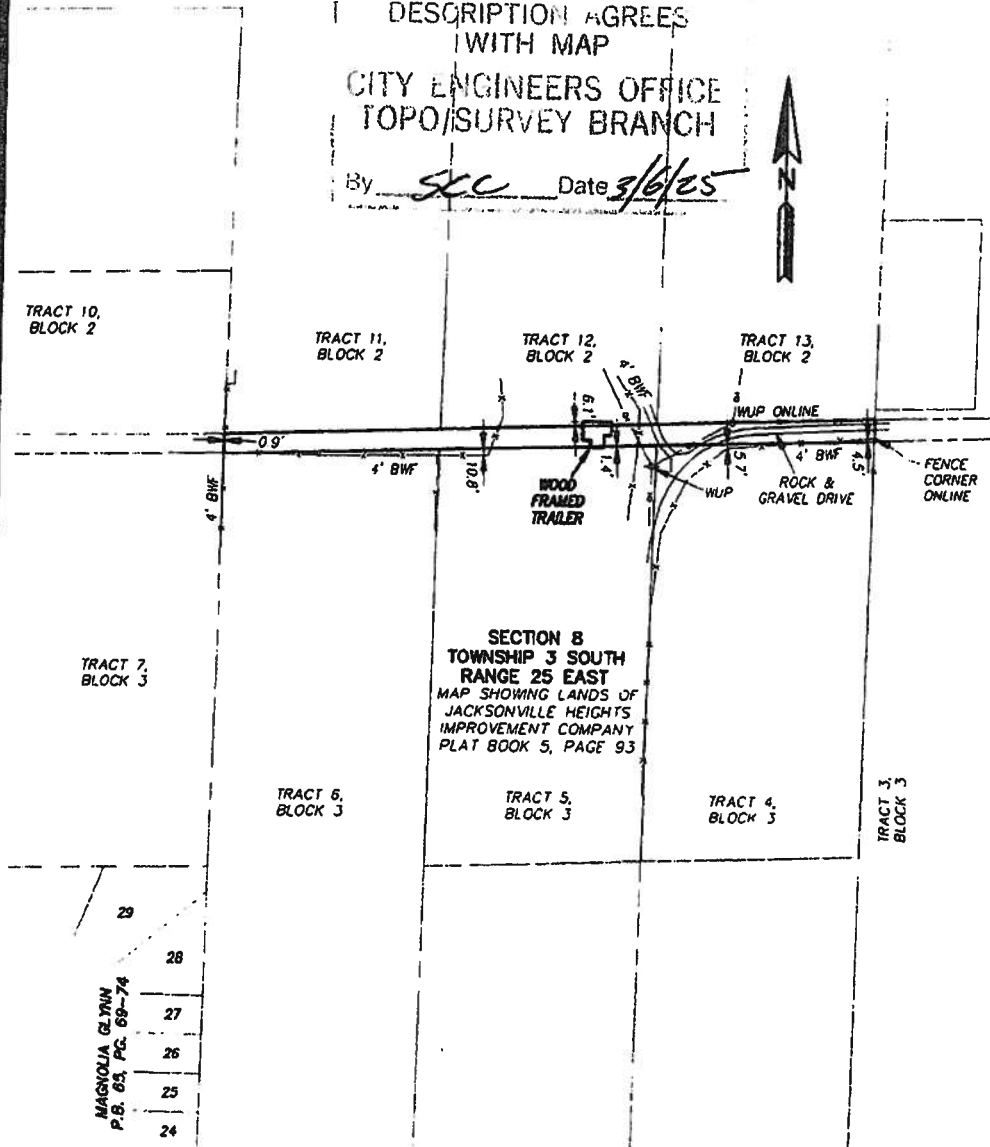 DESCRIPTION AGREES
WITH MAP
CITY ENGINEERS OFFICE
TOPO/SURVEY BRANCH
By SCC Date 3/6/25
N
TRACT 10,
BLOCK 2
TRACT 11,
BLOCK 2
TRACT 12,
BLOCK 2
TRACT 13,
BLOCK 2
4' BWF
6.1'
WUP ONLINE
0.9'
4' BWF
4' BWF
10.8'
1.4'
5.7'
4' BWF
4.5'
WOOD
FRAMED
TRAILER
WUP
ROCK &
GRAVEL DRIVE
FENCE
CORNER
ONLINE
SECTION 8
TOWNSHIP 3 SOUTH
RANGE 25 EAST
MAP SHOWING LANDS OF
JACKSONVILLE HEIGHTS
IMPROVEMENT COMPANY
PLAT BOOK 5, PAGE 93
TRACT 7,
BLOCK 3
TRACT 6,
BLOCK 3
TRACT 5,
BLOCK 3
TRACT 4,
BLOCK 3
TRACT 3,
BLOCK 3
29
28
27
26
25
24
MAGNOLIA GLYNN
P.B. 65, PG. 69-74